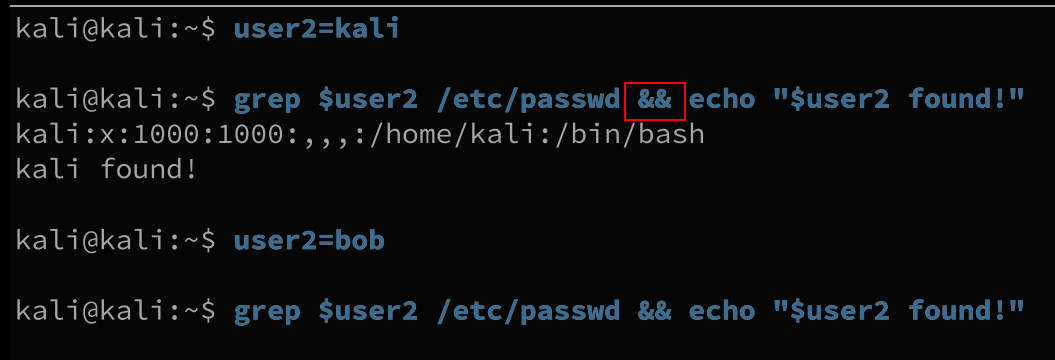 kali@kali:~$ user2=kali
kali@kali:~$ grep $user2 /etc/passwd && echo "$user2 found!"
kali:x:1000:1000:,,,:/home/kali:/bin/bash
kali found!
kali@kali:~$ user2=bob
kali@kali:~$ grep $user2 /etc/passwd && echo "$user2 found!"